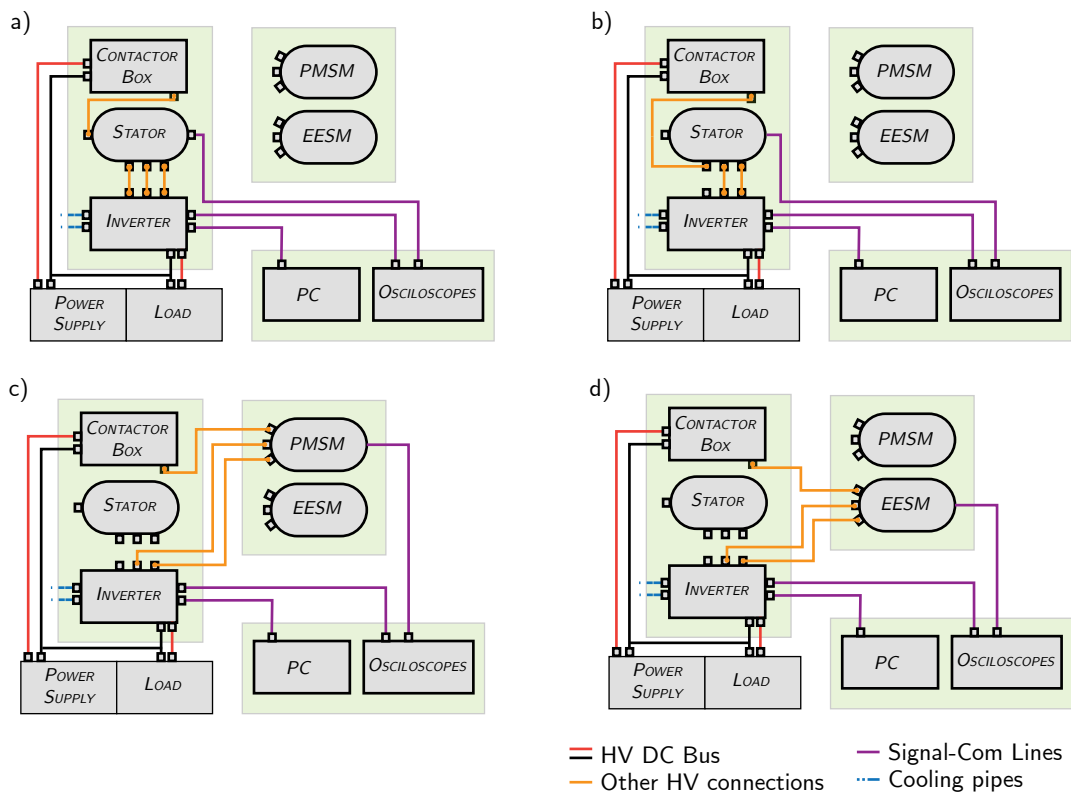 a)
CONTACTOR
BOX
STATOR
INVERTER
PMSM
EESM
PC
OSCILOSCOPES
POWER
SUPPLY
LOAD
b)
CONTACTOR
BOX
STATOR
INVERTER
PMSM
EESM
PC
OSCILOSCOPES
POWER
SUPPLY
LOAD
c)
CONTACTOR
BOX
STATOR
INVERTER
PMSM
EESM
PC
OSCILOSCOPES
POWER
SUPPLY
LOAD
d)
CONTACTOR
BOX
STATOR
INVERTER
PMSM
EESM
PC
OSCILOSCOPES
POWER
SUPPLY
LOAD
HV DC Bus
Other HV connections
Signal-Com Lines
Cooling pipes